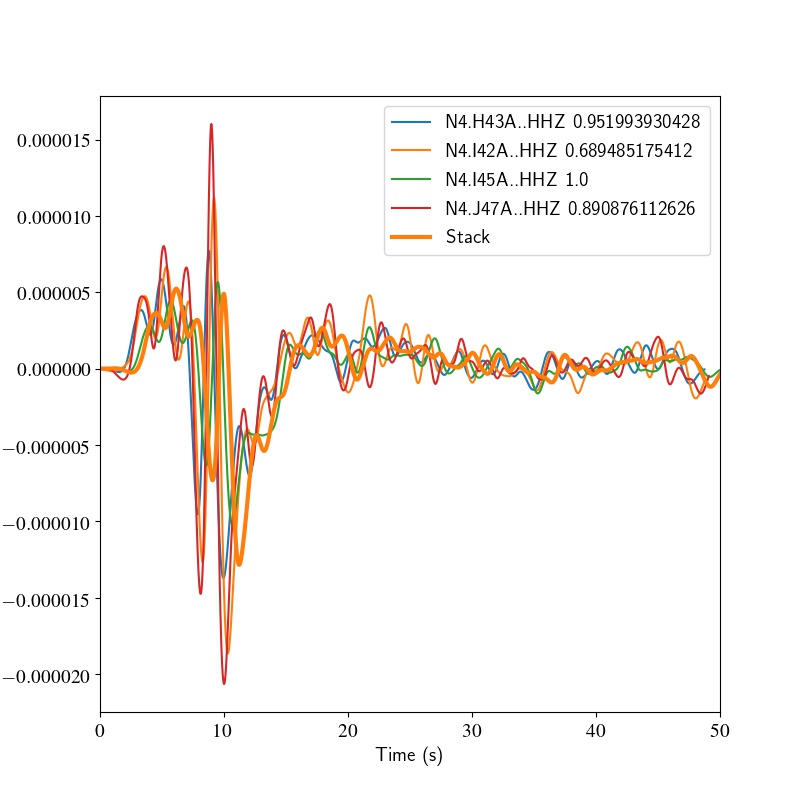 N4.H43A..HHZ 0.951993930428
N4.I42A..HHZ 0.689485175412
N4.I45A..HHZ 1.0
N4.J47A..HHZ 0.890876112626
Stack
0.000015
0.000010
0.000005
0.000000
−0.000005
−0.000010
−0.000015
−0.000020
0 10 20 30 40 50
Time (s)